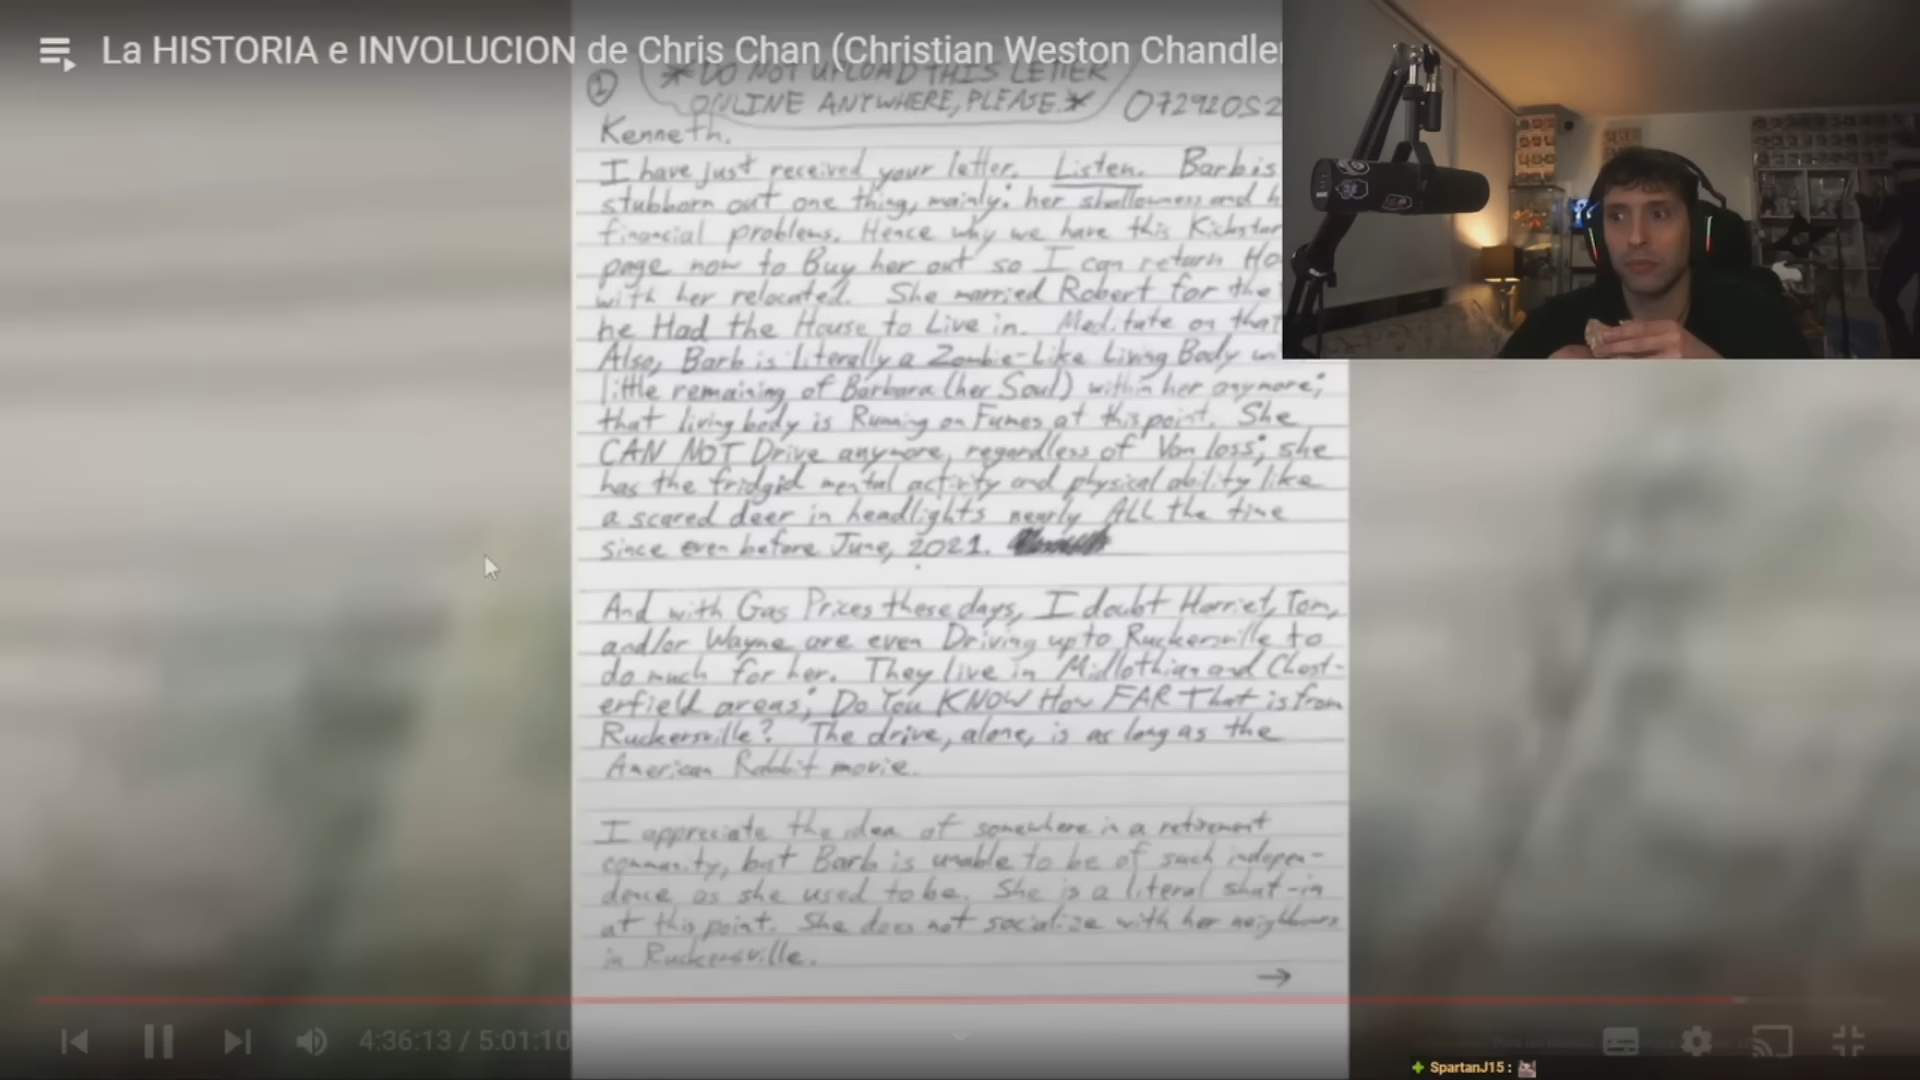 La HISTORIA e INVOLUCION de Chris Chan (Christian Weston Chandler
① *DO NOT UPLOAD THIS LETTER
ONLINE ANYWHERE, PLEASE.* 07292052
Kenneth.
I have just received your letter. Listen. Barb is
stubborn out one thing, mainly: her shallowness and h
financial problems. Hence why we have this Kickstar
page now to Buy her out so I can return Ho
with her relocated. She married Robert for the
he Had the House to Live in. Meditate on that
Also, Barb is literally a Zombie-Like Living Body wi
little remaining of Barbara (her Soul) within her anymore;
that living body is Running on Fumes at this point. She
CAN NOT Drive anymore, regardless of Van loss; she
has the fridgid mental activity and physical ability like
a scared deer in headlights nearly ALL the time
since even before June, 2021.
And with Gas Prices these days, I doubt Harriet, Tom,
and/or Wayne are even Driving up to Ruckersville to
do much for her. They live in Midlothian and Chest-
erfield areas; Do You KNOW How FAR That is from
Ruckersville? The drive, alone, is as long as the
American Rabbit movie.
I appreciate the idea of somewhere in a retirement
community, but Barb is unable to be of such indepen-
dence as she used to be. She is a literal shut-in
at this point. She does not socialize with her neighbours
in Ruckersville.
→
4:36:13 / 5:01:10
SpartanJ15 :